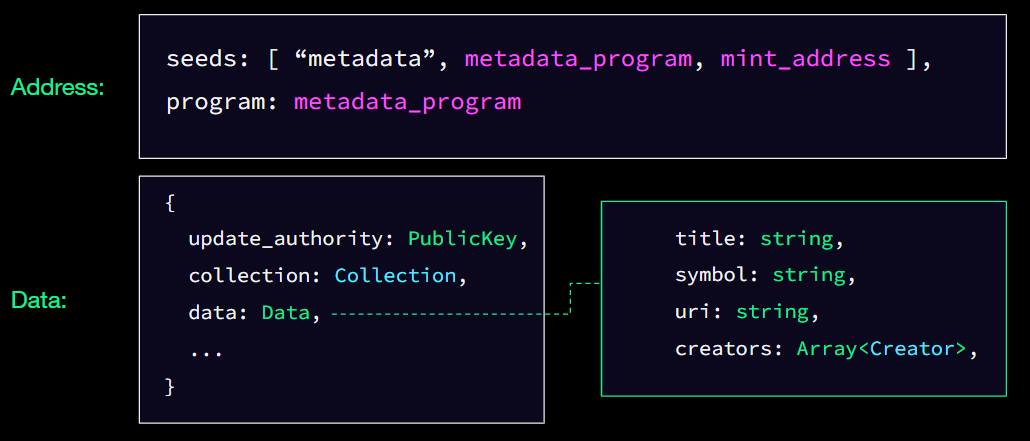 Address:
seeds: [ “metadata”, metadata_program, mint_address ],
program: metadata_program
Data:
{
update_authority: PublicKey,
collection: Collection,
data: Data,
...
}
title: string,
symbol: string,
uri: string,
creators: Array<Creator>,